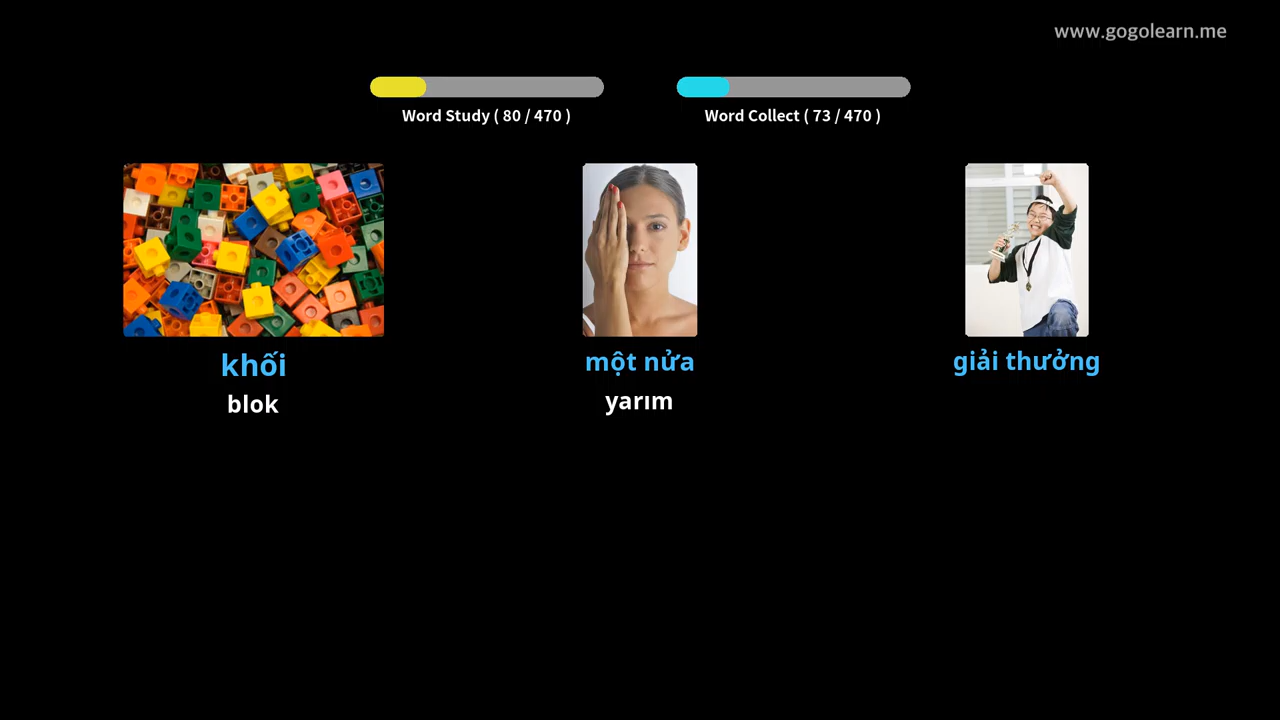 www.gogolearn.me
Word Study ( 80 / 470 )
Word Collect ( 73 / 470 )
khối
blok
một nửa
yarım
giải thưởng